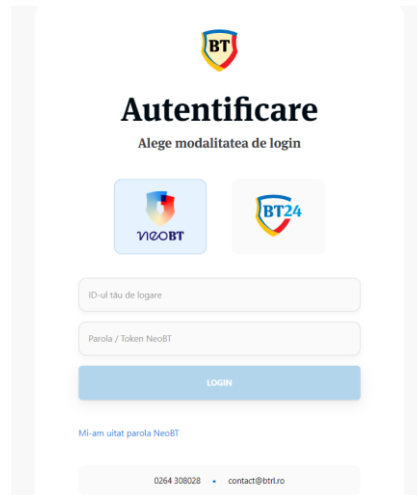 BT
Autentificare
Alege modalitatea de login
neoBT
BT24
ID-ul tău de logare
Parola / Token NeoBT
LOGIN
Mi-am uitat parola NeoBT
0264 308028 • contact@btrl.ro